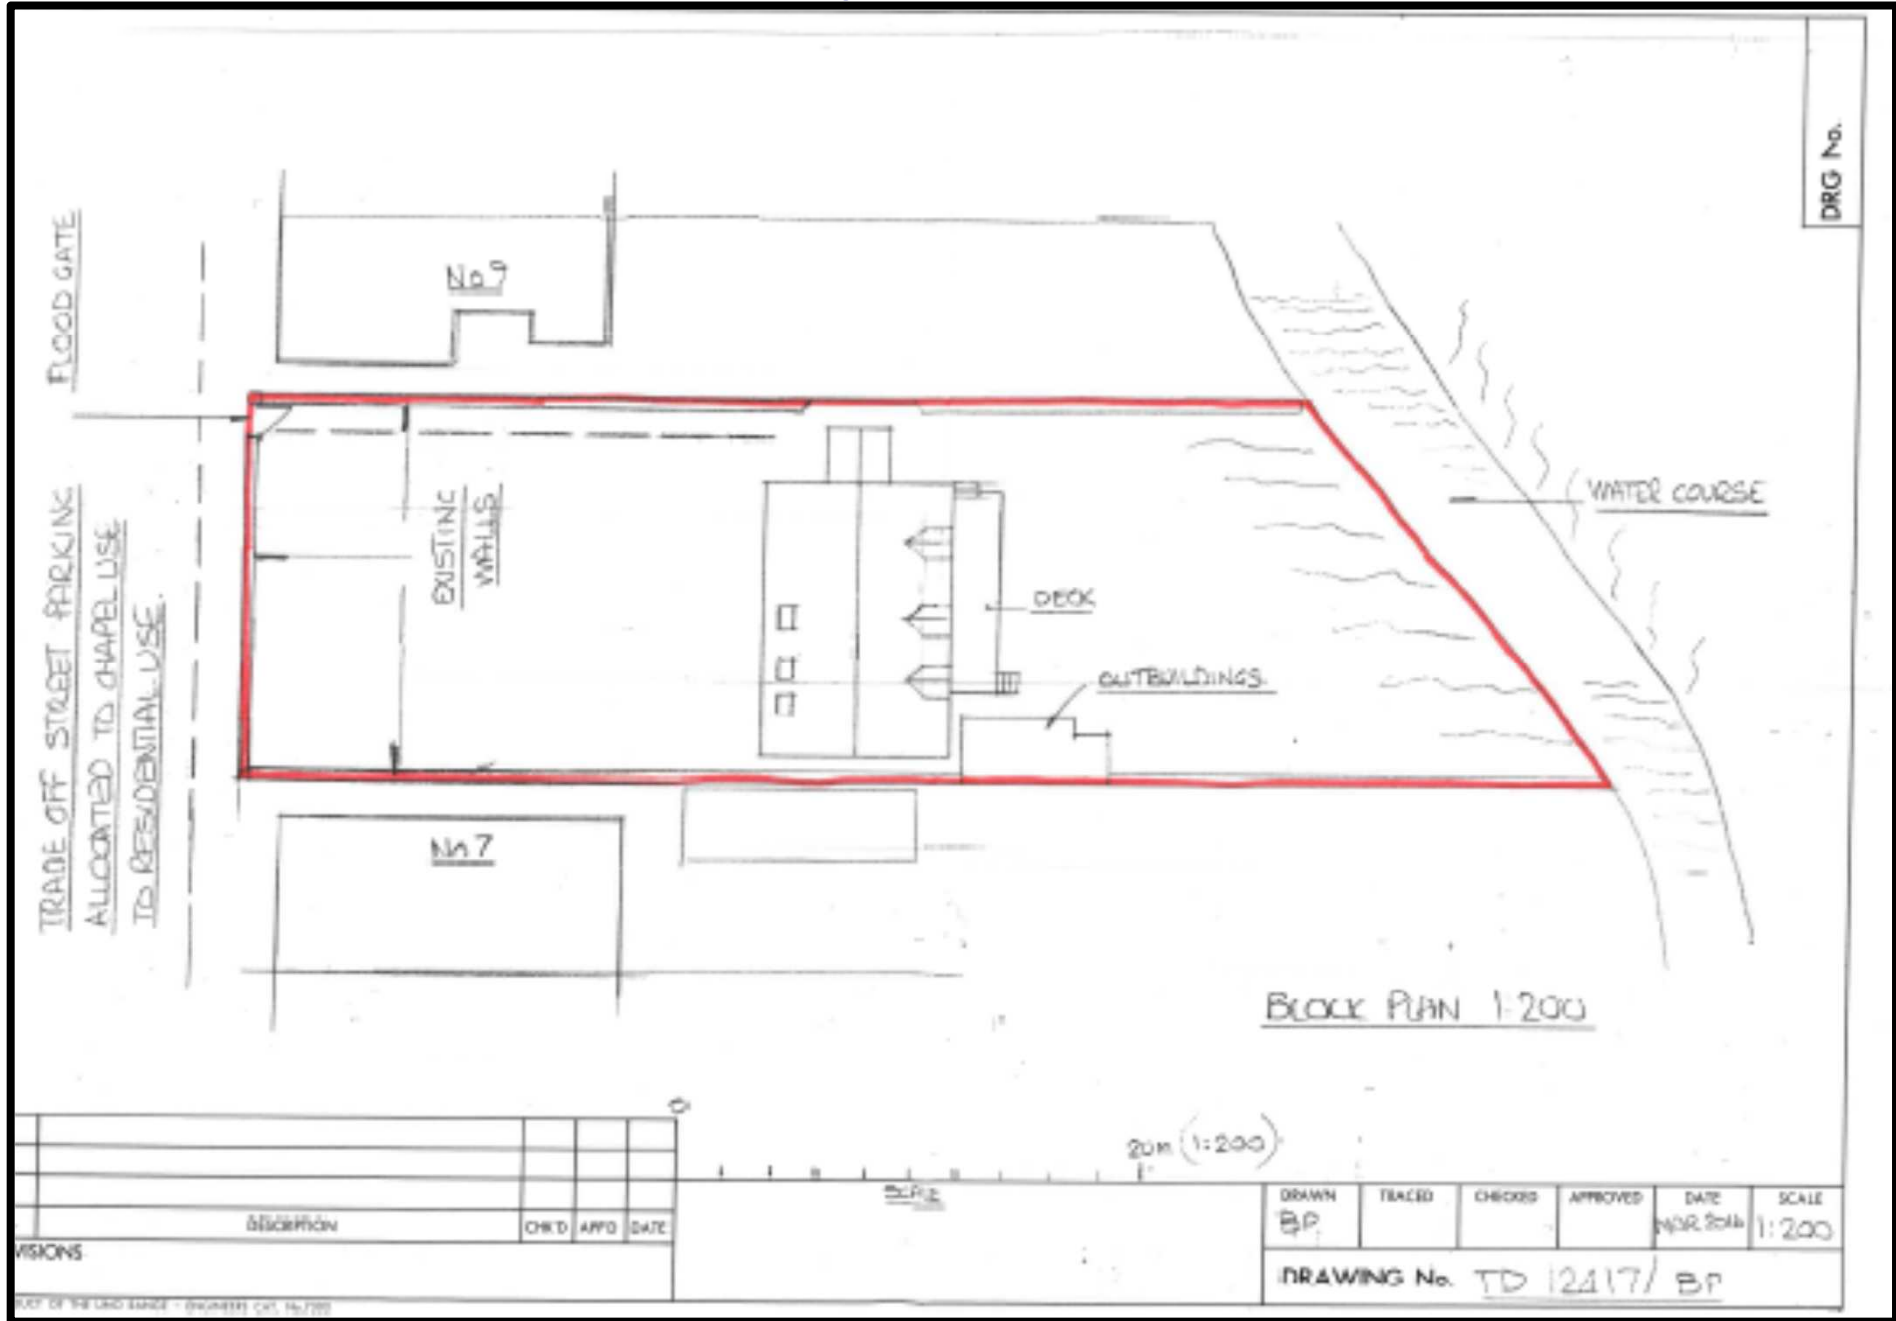 DRG No.
FLOOD GATE
No 9
TRADE OFF STREET PARKING
ALLOCATED TO CHAPEL USE
TO RESIDENTIAL USE.
EXISTING
WALLS
WATER COURSE
DECK
OUTBUILDINGS.
No 7
BLOCK PLAN 1:200
0
20m (1:200)
SCALE
DESCRIPTION
CHK'D APP'D DATE
VISIONS
DRAWN TRACED CHECKED APPROVED DATE SCALE
BP MAR 2016 1:200
DRAWING No. TD 12417/ BP